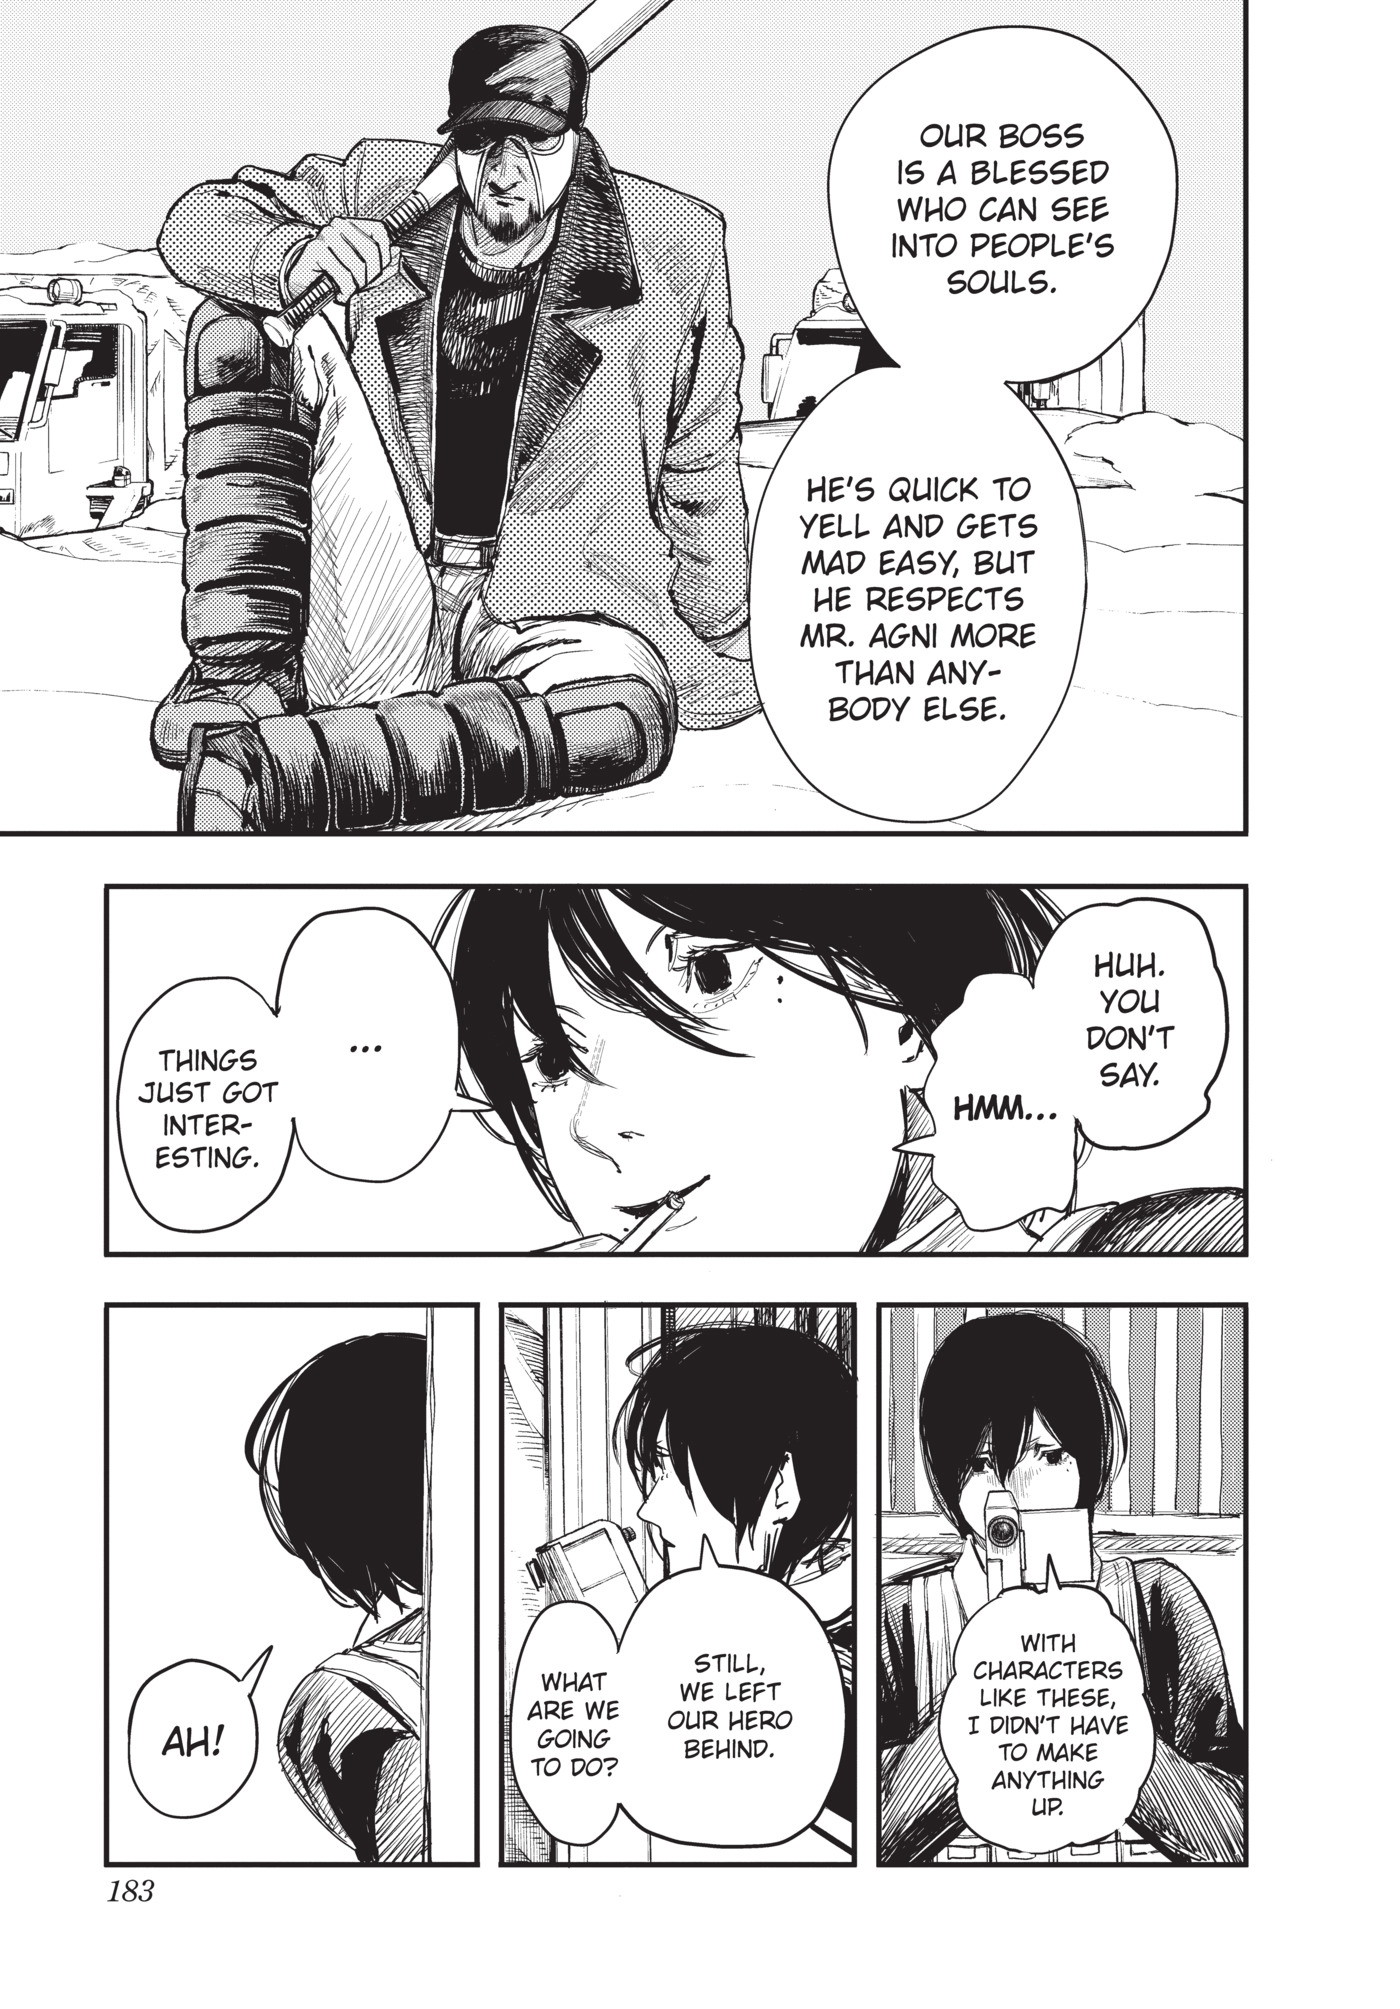 OUR BOSS
IS A BLESSED
WHO CAN SEE
INTO PEOPLE'S
SOULS.
HE'S QUICK TO
YELL AND GETS
MAD EASY, BUT
HE RESPECTS
MR. AGNI MORE
THAN ANY-
BODY ELSE.
HUH.
YOU
DON'T
SAY.
HMM...
...
THINGS
JUST GOT
INTER-
ESTING.
WITH
CHARACTERS
LIKE THESE,
I DIDN'T HAVE
TO MAKE
ANYTHING
UP.
STILL,
WE LEFT
OUR HERO
BEHIND.
WHAT
ARE WE
GOING
TO DO?
AH!
183